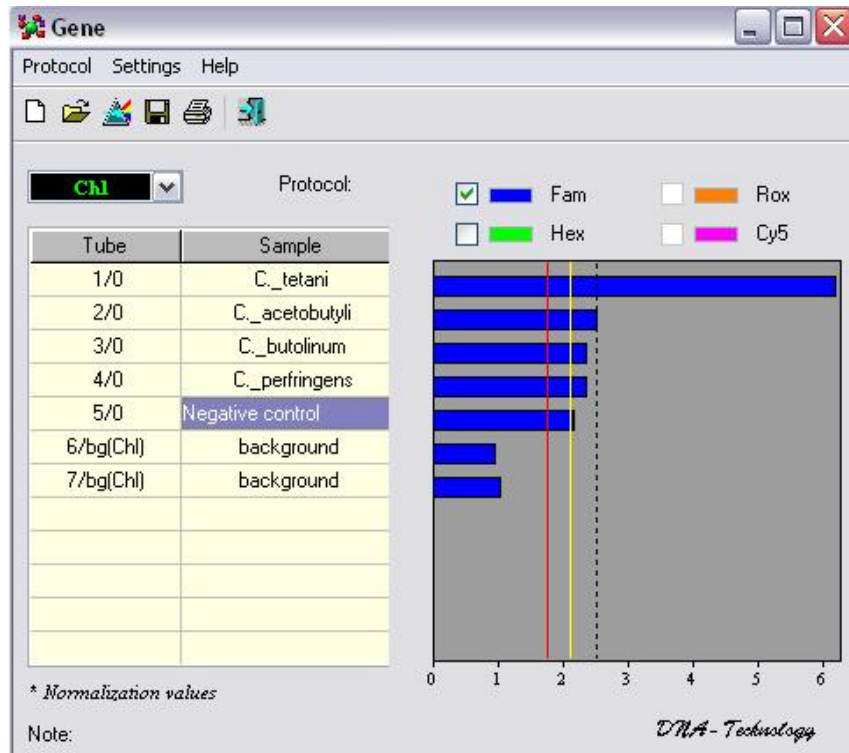 Gene
Protocol Settings Help
Chl Protocol:
Fam Rox
Hex Cy5
Tube Sample
1/0 C._tetani
2/0 C._acetobutyli
3/0 C._butolinum
4/0 C._perfringens
5/0 Negative control
6/bg(Chl) background
7/bg(Chl) background
0 1 2 3 4 5 6
* Normalization values
DNA-Technology
Note: